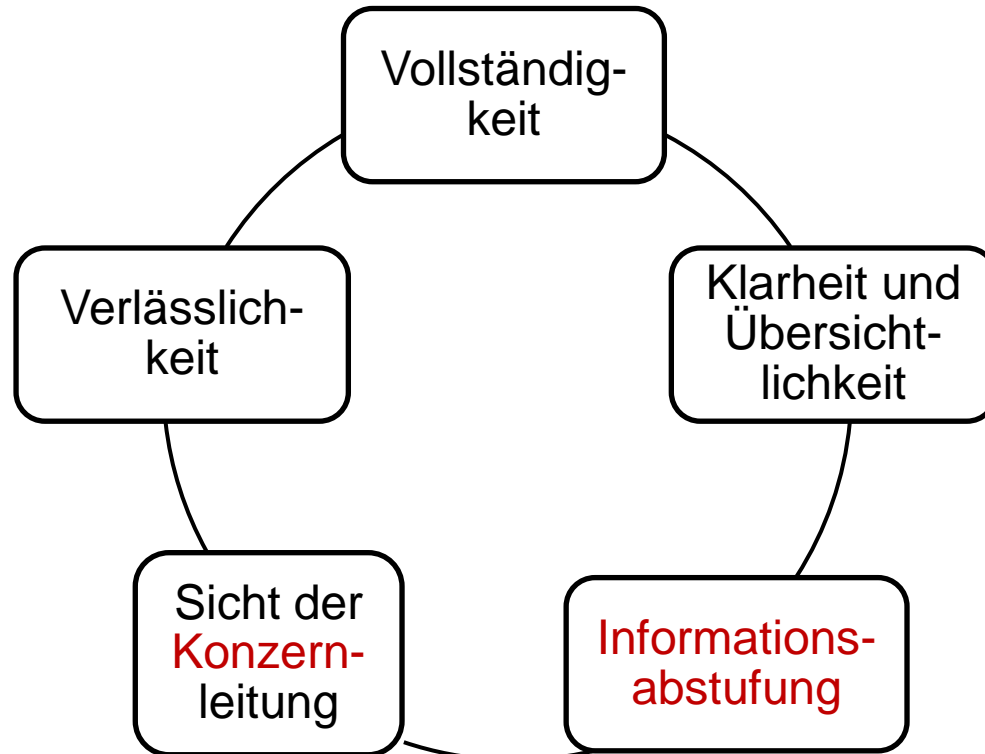 Vollständig-
keit
Klarheit und
Übersicht-
lichkeit
Informations-
abstufung
Sicht der
Konzern-
leitung
Verlässlich-
keit